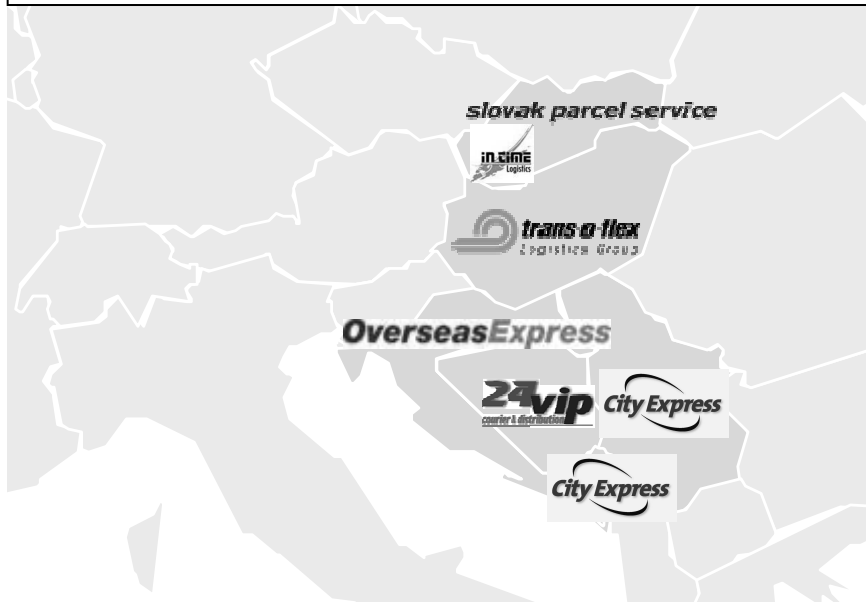 slovak parcel service
in time
Logistics
trans-o-flex
Logistics Group
OverseasExpress
24vip
courier & distribution
City Express
City Express